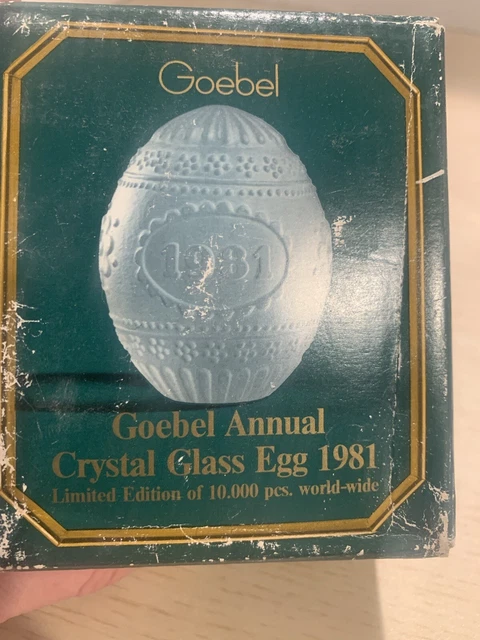 Goebel
1981
Goebel Annual
Crystal Glass Egg 1981
Limited Edition of 10.000 pcs. world-wide